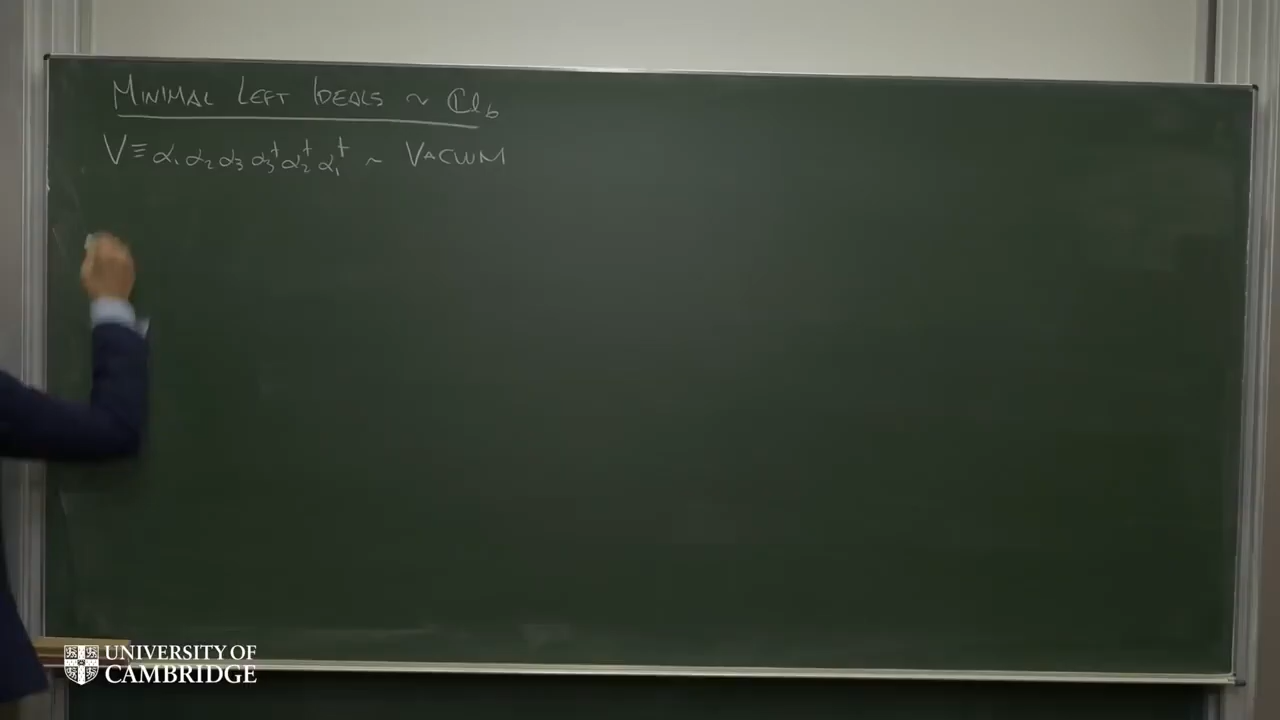 MINIMAL LEFT IDEALS ~ ℂl₆
V ≡ α₁ α₂ α₃ α₃† α₂† α₁† ~ VACUUM
UNIVERSITY OF
CAMBRIDGE